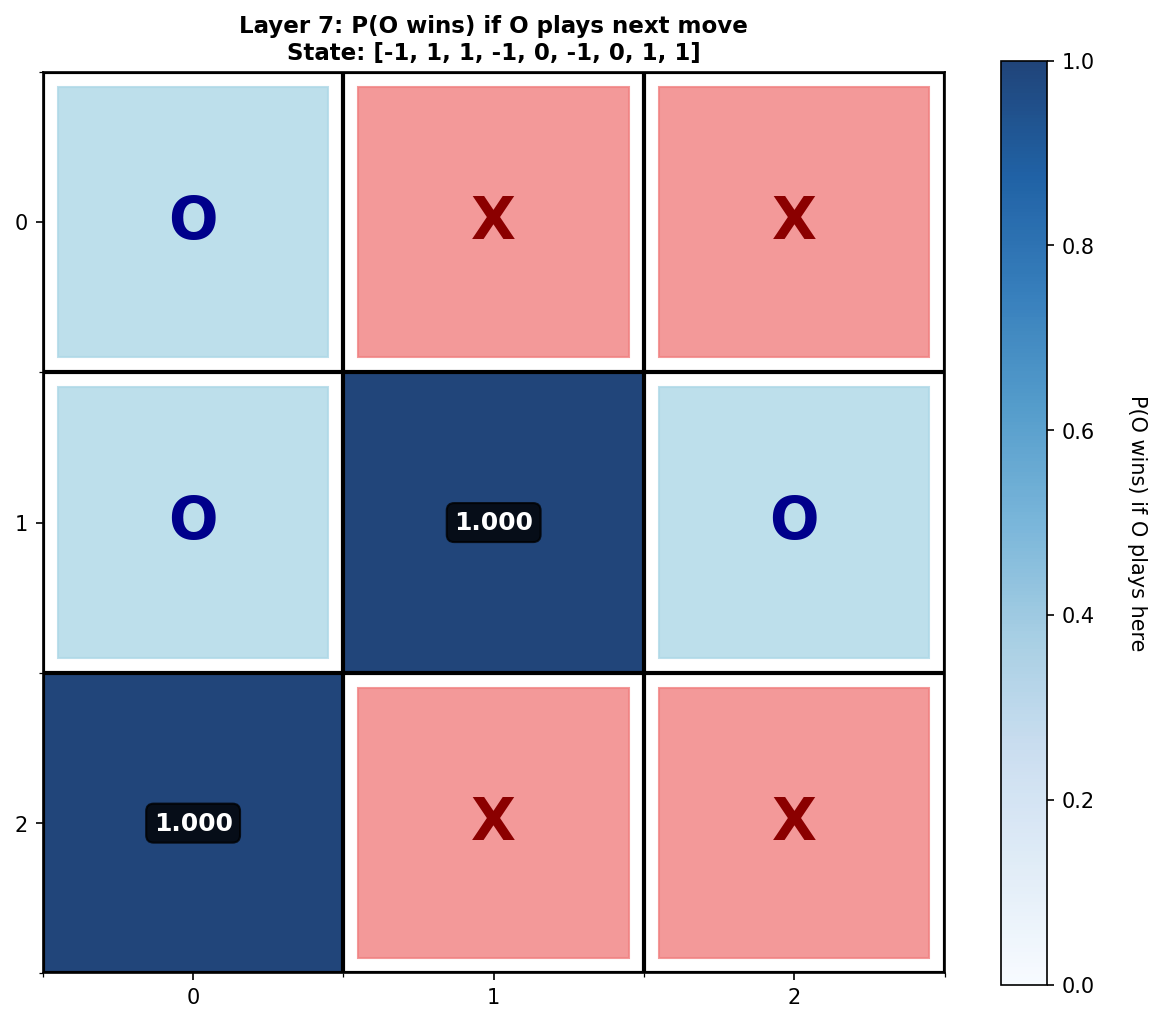 Layer 7: P(O wins) if O plays next move
State: [-1, 1, 1, -1, 0, -1, 0, 1, 1]
0
O
X
X
1
O
1.000
O
2
1.000
X
X
0
1
2
1.0
0.8
0.6
0.4
0.2
0.0
P(O wins) if O plays here